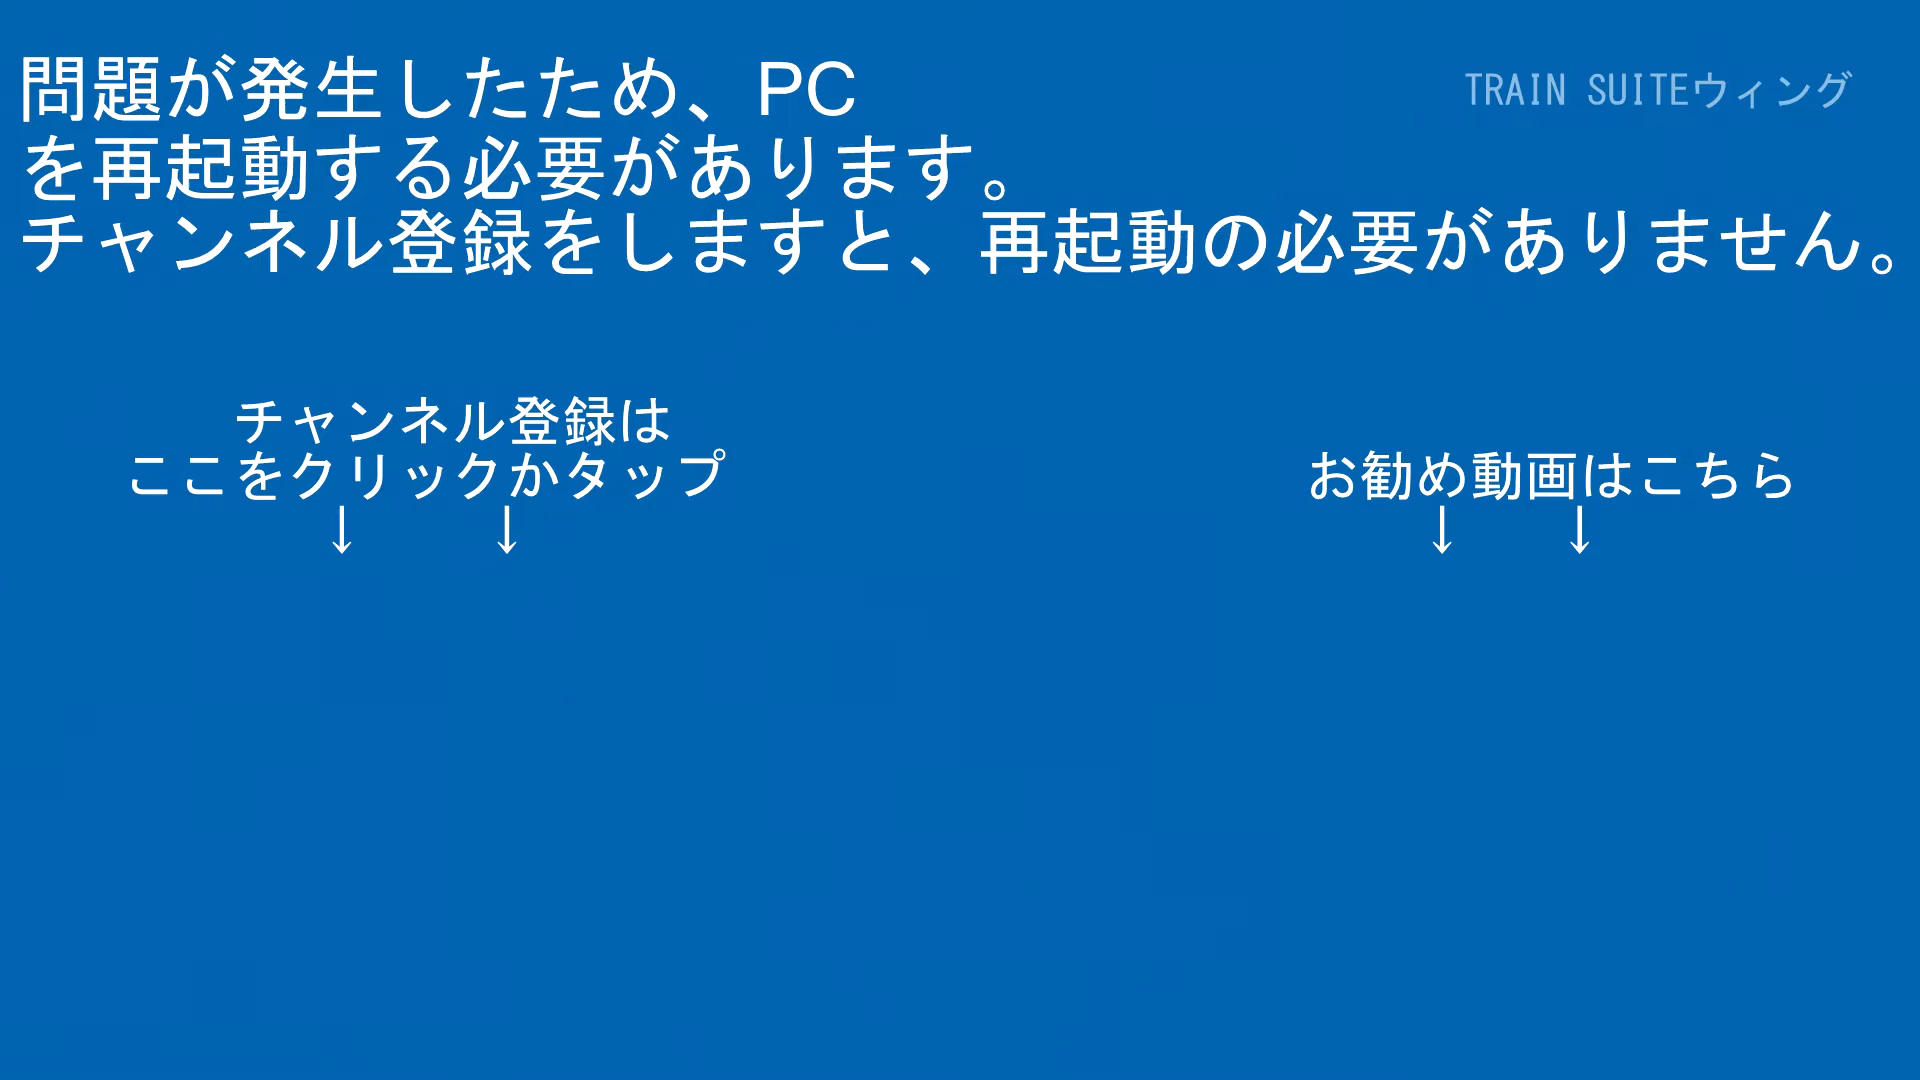 問題が発生したため、PC
TRAIN SUITEウィング
を再起動する必要があります。
チャンネル登録をしますと、再起動の必要がありません。
チャンネル登録は
ここをクリックかタップ
↓ ↓
お勧め動画はこちら
↓ ↓